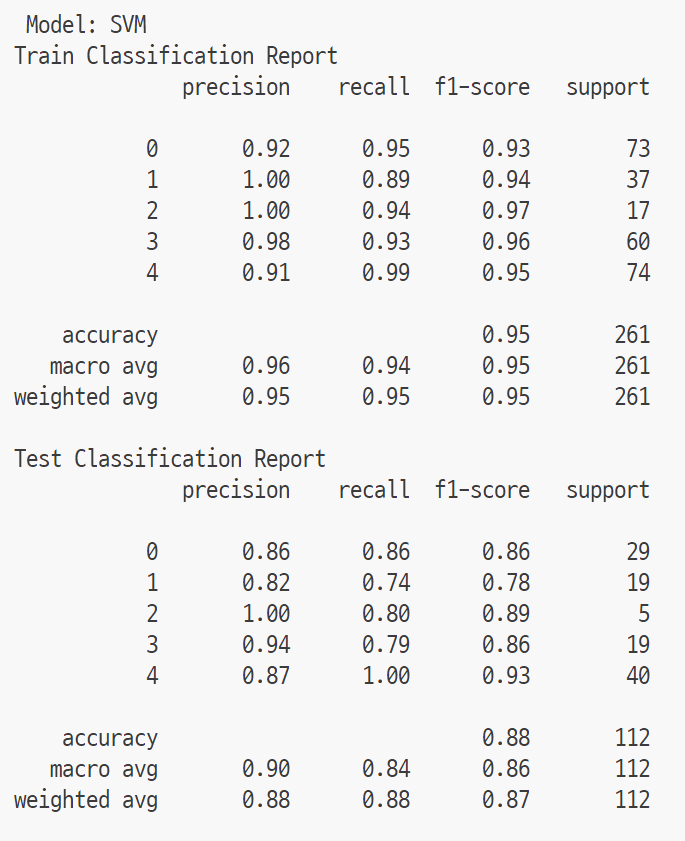 Model: SVM
Train Classification Report
precision recall f1-score support
0 0.92 0.95 0.93 73
1 1.00 0.89 0.94 37
2 1.00 0.94 0.97 17
3 0.98 0.93 0.96 60
4 0.91 0.99 0.95 74
accuracy 0.95 261
macro avg 0.96 0.94 0.95 261
weighted avg 0.95 0.95 0.95 261
Test Classification Report
precision recall f1-score support
0 0.86 0.86 0.86 29
1 0.82 0.74 0.78 19
2 1.00 0.80 0.89 5
3 0.94 0.79 0.86 19
4 0.87 1.00 0.93 40
accuracy 0.88 112
macro avg 0.90 0.84 0.86 112
weighted avg 0.88 0.88 0.87 112